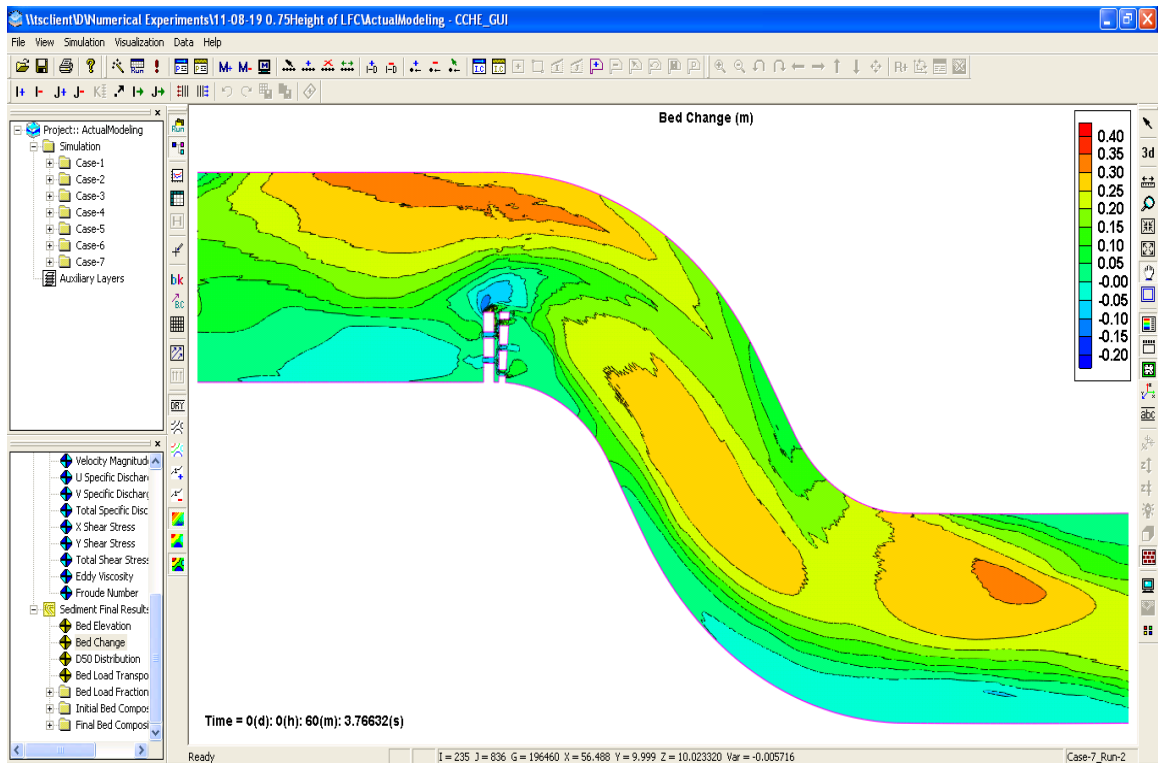 \\tsclient\D\Numerical Experiments\11-08-19 0.75Height of LFC\ActualModeling - CCHE_GUI
File View Simulation Visualization Data Help
Run M+ M- I.C I.C R+
I+ I- J+ J-
Project:: ActualModeling
Simulation
Case-1
Case-2
Case-3
Case-4
Case-5
Case-6
Case-7
Auxiliary Layers
Velocity Magnitude
U Specific Dischar
V Specific Discharg
Total Specific Disc
X Shear Stress
Y Shear Stress
Total Shear Stress
Eddy Viscosity
Froude Number
Sediment Final Results
Bed Elevation
Bed Change
D50 Distribution
Bed Load Transpo
Bed Load Fraction
Initial Bed Compos
Final Bed Composi
Run
H
bk
B.C
DRY
Bed Change (m)
0.40
0.35
0.30
0.25
0.20
0.15
0.10
0.05
-0.00
-0.05
-0.10
-0.15
-0.20
3d
abc
Time = 0(d): 0(h): 60(m): 3.76632(s)
Ready
I = 235 J = 836 G = 196460 X = 56.488 Y = 9.999 Z = 10.023320 Var = -0.005716
Case-7_Run-2